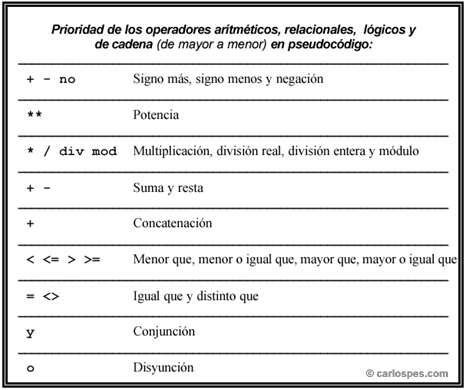 Prioridad de los operadores aritméticos, relacionales, lógicos y
de cadena (de mayor a menor) en pseudocódigo:
+ - no Signo más, signo menos y negación
** Potencia
* / div mod Multiplicación, división real, división entera y módulo
+ - Suma y resta
+ Concatenación
< <= > >= Menor que, menor o igual que, mayor que, mayor o igual que
= <> Igual que y distinto que
y Conjunción
o Disyunción
© carlospes.com